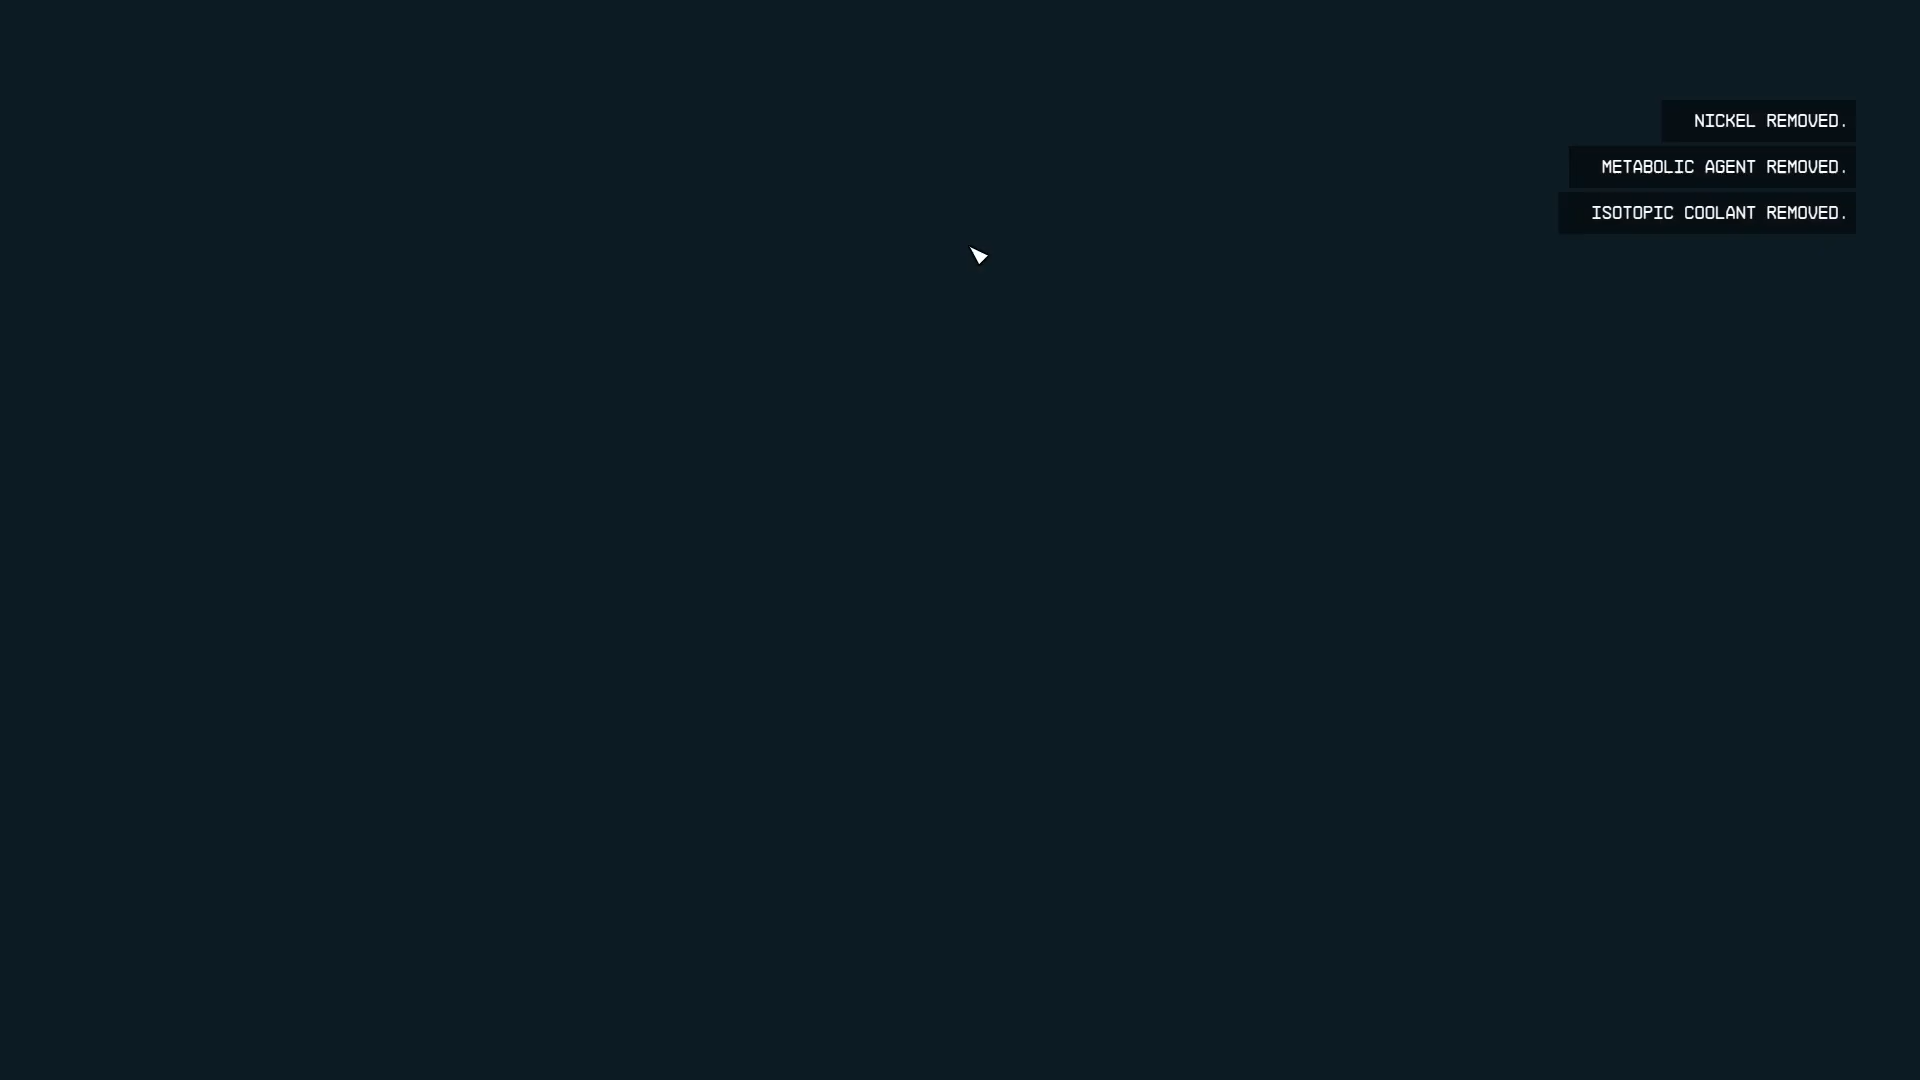 NICKEL REMOVED.
METABOLIC AGENT REMOVED.
ISOTOPIC COOLANT REMOVED.